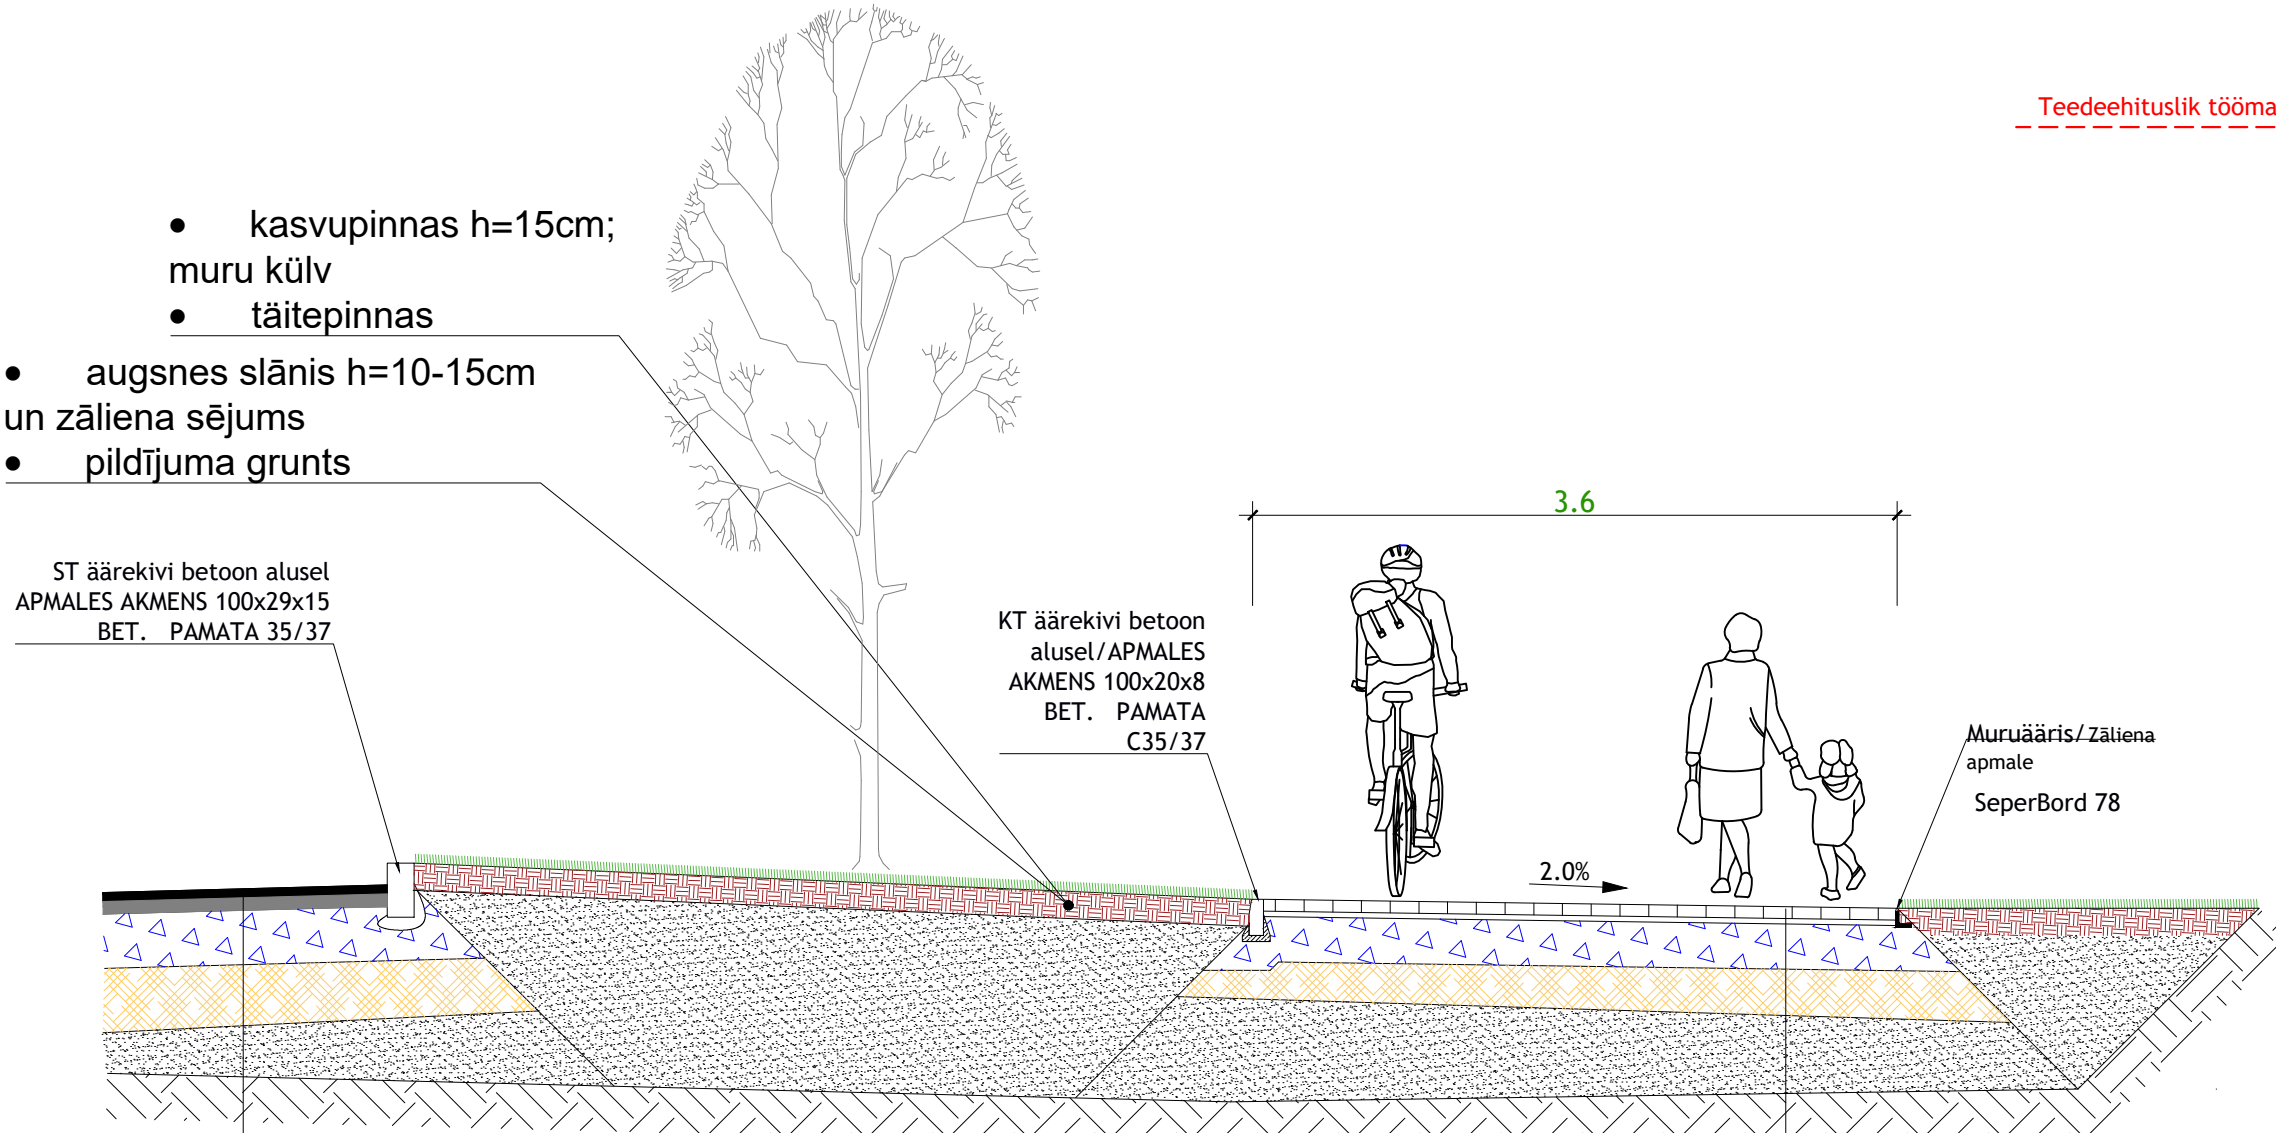 Teedeehituslik tööma
• kasvupinnas h=15cm;
muru külv
• täitepinnas
• augsnes slānis h=10-15cm
un zāliena sējums
• pildījuma grunts
3.6
ST äärekivi betoon alusel
APMALES AKMENS 100x29x15
BET. PAMATA 35/37
KT äärekivi betoon
alusel/APMALES
AKMENS 100x20x8
BET. PAMATA
C35/37
Muruääris/Zāliena
apmale
SeperBord 78
2.0%